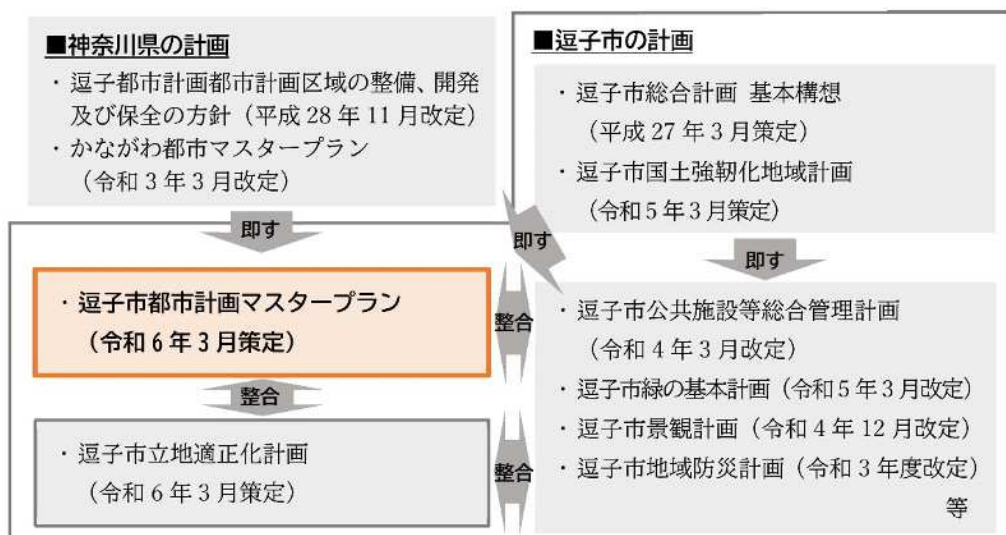 ■神奈川県の計画
・逗子都市計画都市計画区域の整備、開発
及び保全の方針（平成 28 年 11 月改定）
・かながわ都市マスタープラン
（令和 3 年 3 月改定）
■逗子市の計画
・逗子市総合計画 基本構想
（平成 27 年 3 月策定）
・逗子市国土強靭化地域計画
（令和 5 年 3 月策定）
即す
即す
即す
・逗子市都市計画マスタープラン
（令和 6 年 3 月策定）
整合
・逗子市公共施設等総合管理計画
（令和 4 年 3 月改定）
・逗子市緑の基本計画（令和 5 年 3 月改定）
・逗子市景観計画（令和 4 年 12 月改定）
・逗子市地域防災計画（令和 3 年度改定）
等
整合
・逗子市立地適正化計画
（令和 6 年 3 月策定）
整合